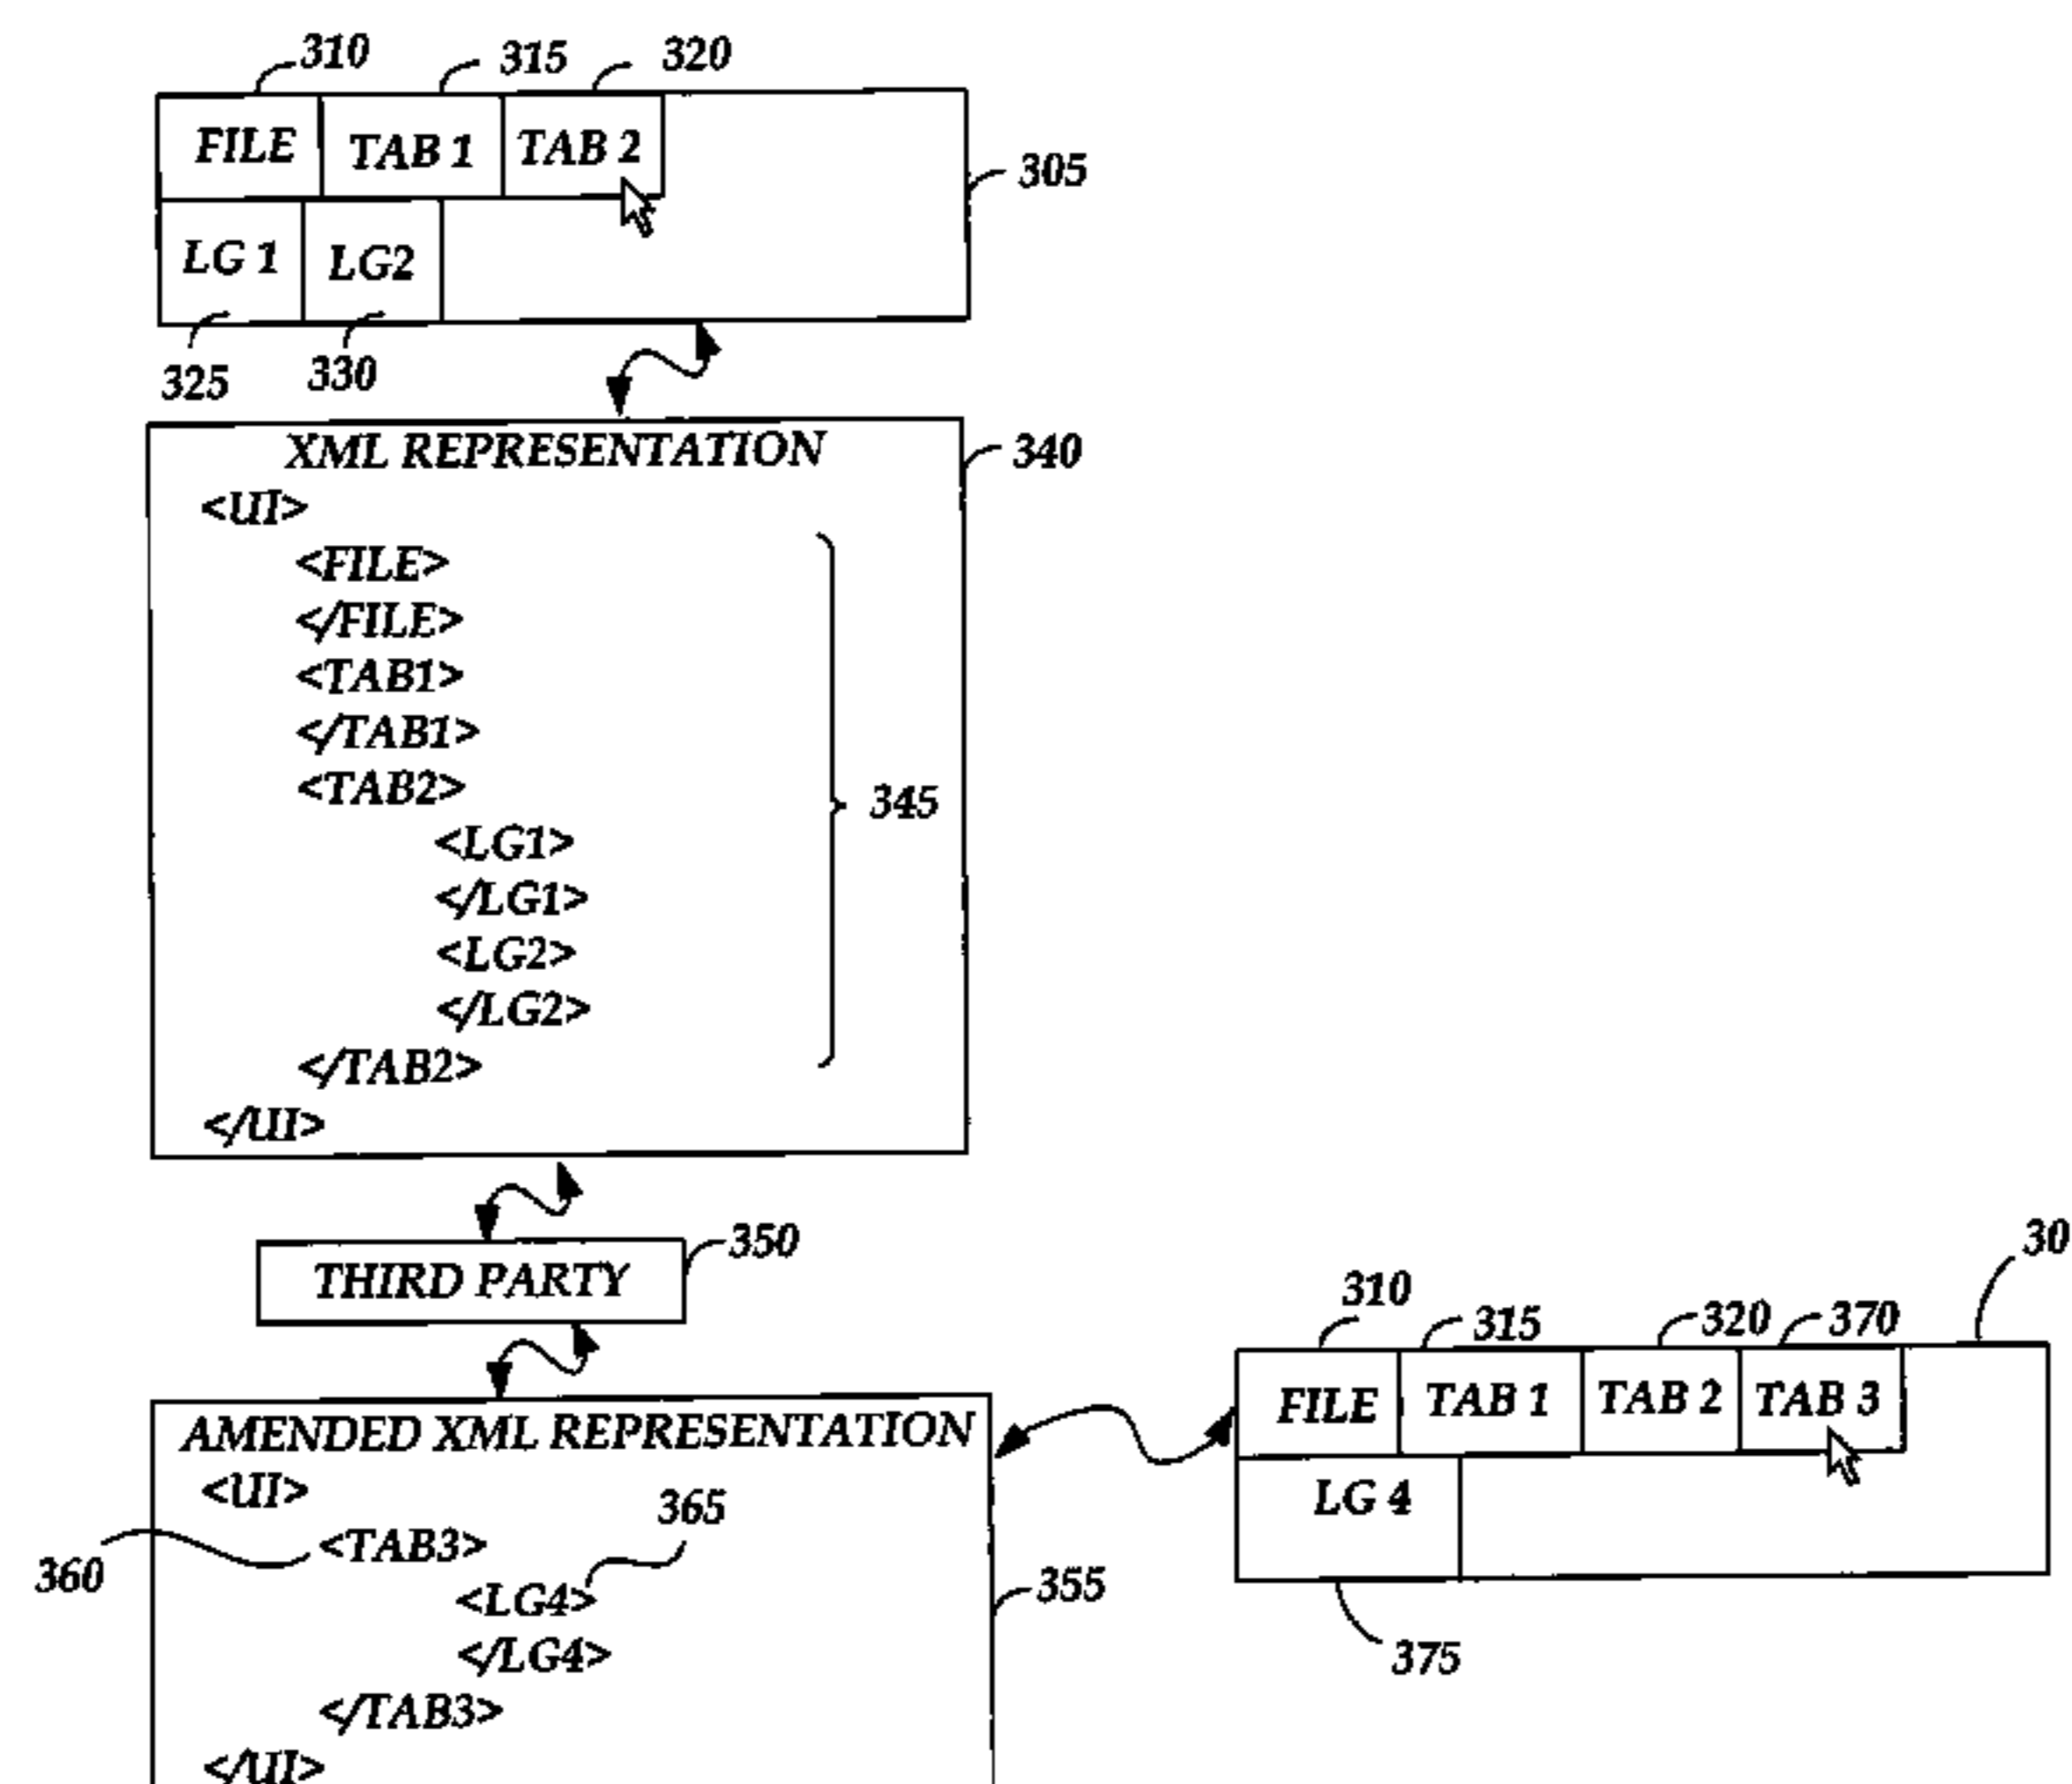 310 315 320
FILE TAB 1 TAB 2
305
LG 1 LG2
325 330
XML REPRESENTATION
340
<UI>
<FILE>
</FILE>
<TAB1>
</TAB1>
<TAB2>
345
<LG1>
</LG1>
<LG2>
</LG2>
</TAB2>
</UI>
THIRD PARTY
350
AMENDED XML REPRESENTATION
<UI>
365
<TAB3>
360
<LG4>
355
</LG4>
</TAB3>
</UI>
30
310 315 320 370
FILE TAB 1 TAB 2 TAB 3
LG 4
375